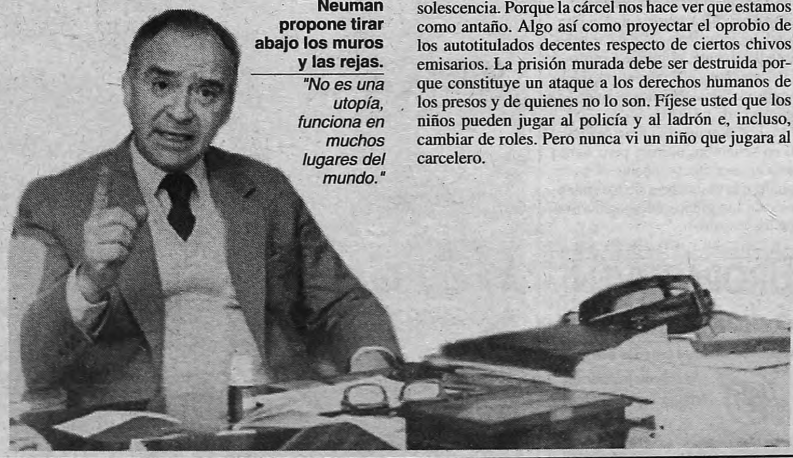 Neuman
propone tirar
abajo los muros
y las rejas.
"No es una
utopía,
funciona en
muchos
lugares del
mundo."
solescencia. Porque la cárcel nos hace ver que estamos
como antaño. Algo así como proyectar el oprobio de
los autotitulados decentes respecto de ciertos chivos
emisarios. La prisión murada debe ser destruida por-
que constituye un ataque a los derechos humanos de
los presos y de quienes no lo son. Fíjese usted que los
niños pueden jugar al policía y al ladrón e, incluso,
cambiar de roles. Pero nunca vi un niño que jugara al
carcelero.